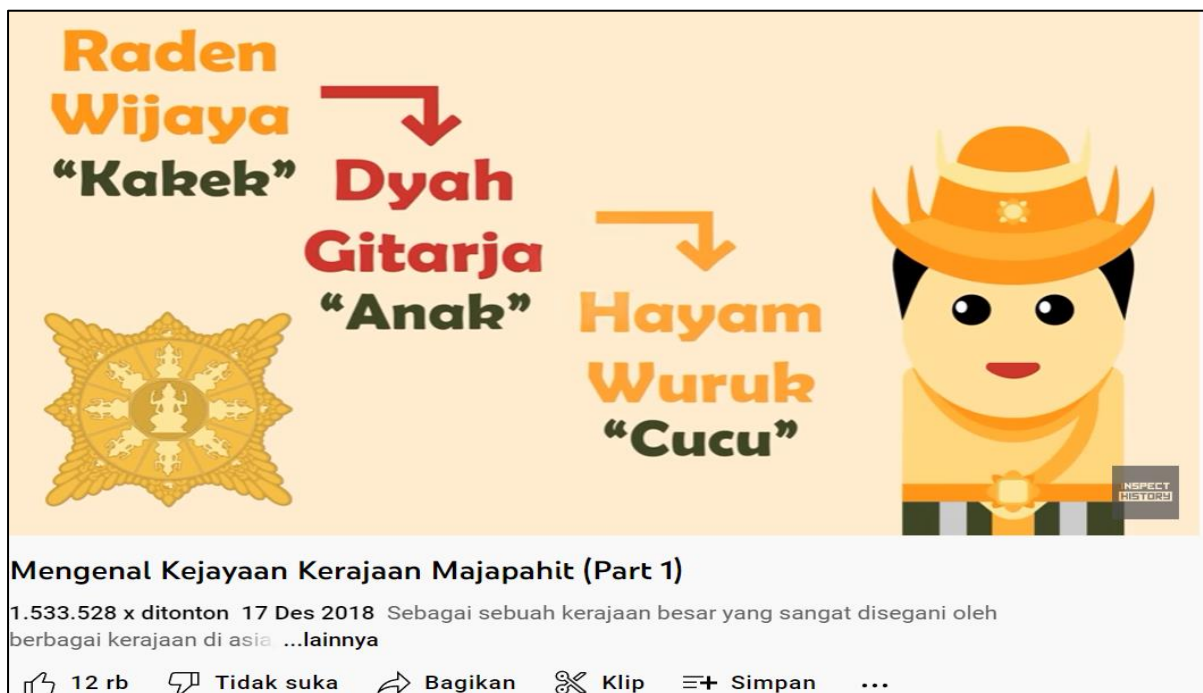 Raden
Wijaya
“Kakek”
Dyah
Gitarja
“Anak”
Hayam
Wuruk
“Cucu”
INSPECT
HISTORY
Mengenal Kejayaan Kerajaan Majapahit (Part 1)
1.533.528 x ditonton 17 Des 2018 Sebagai sebuah kerajaan besar yang sangat disegani oleh
berbagai kerajaan di asia ...lainnya
12 rb Tidak suka Bagikan Klip Simpan ...